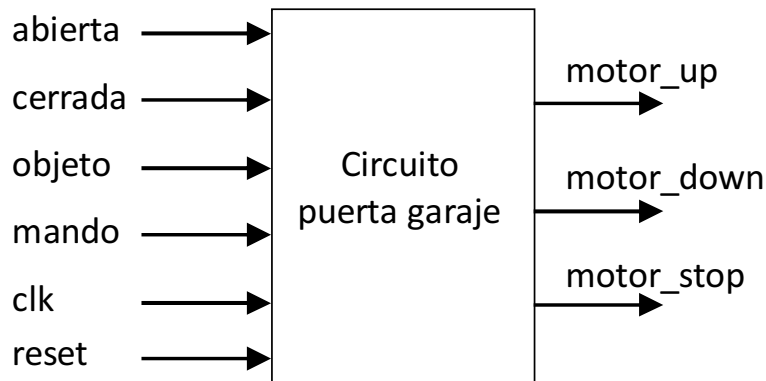 abierta
cerrada
objeto
mando
clk
reset
Circuito
puerta garaje
motor_up
motor_down
motor_stop